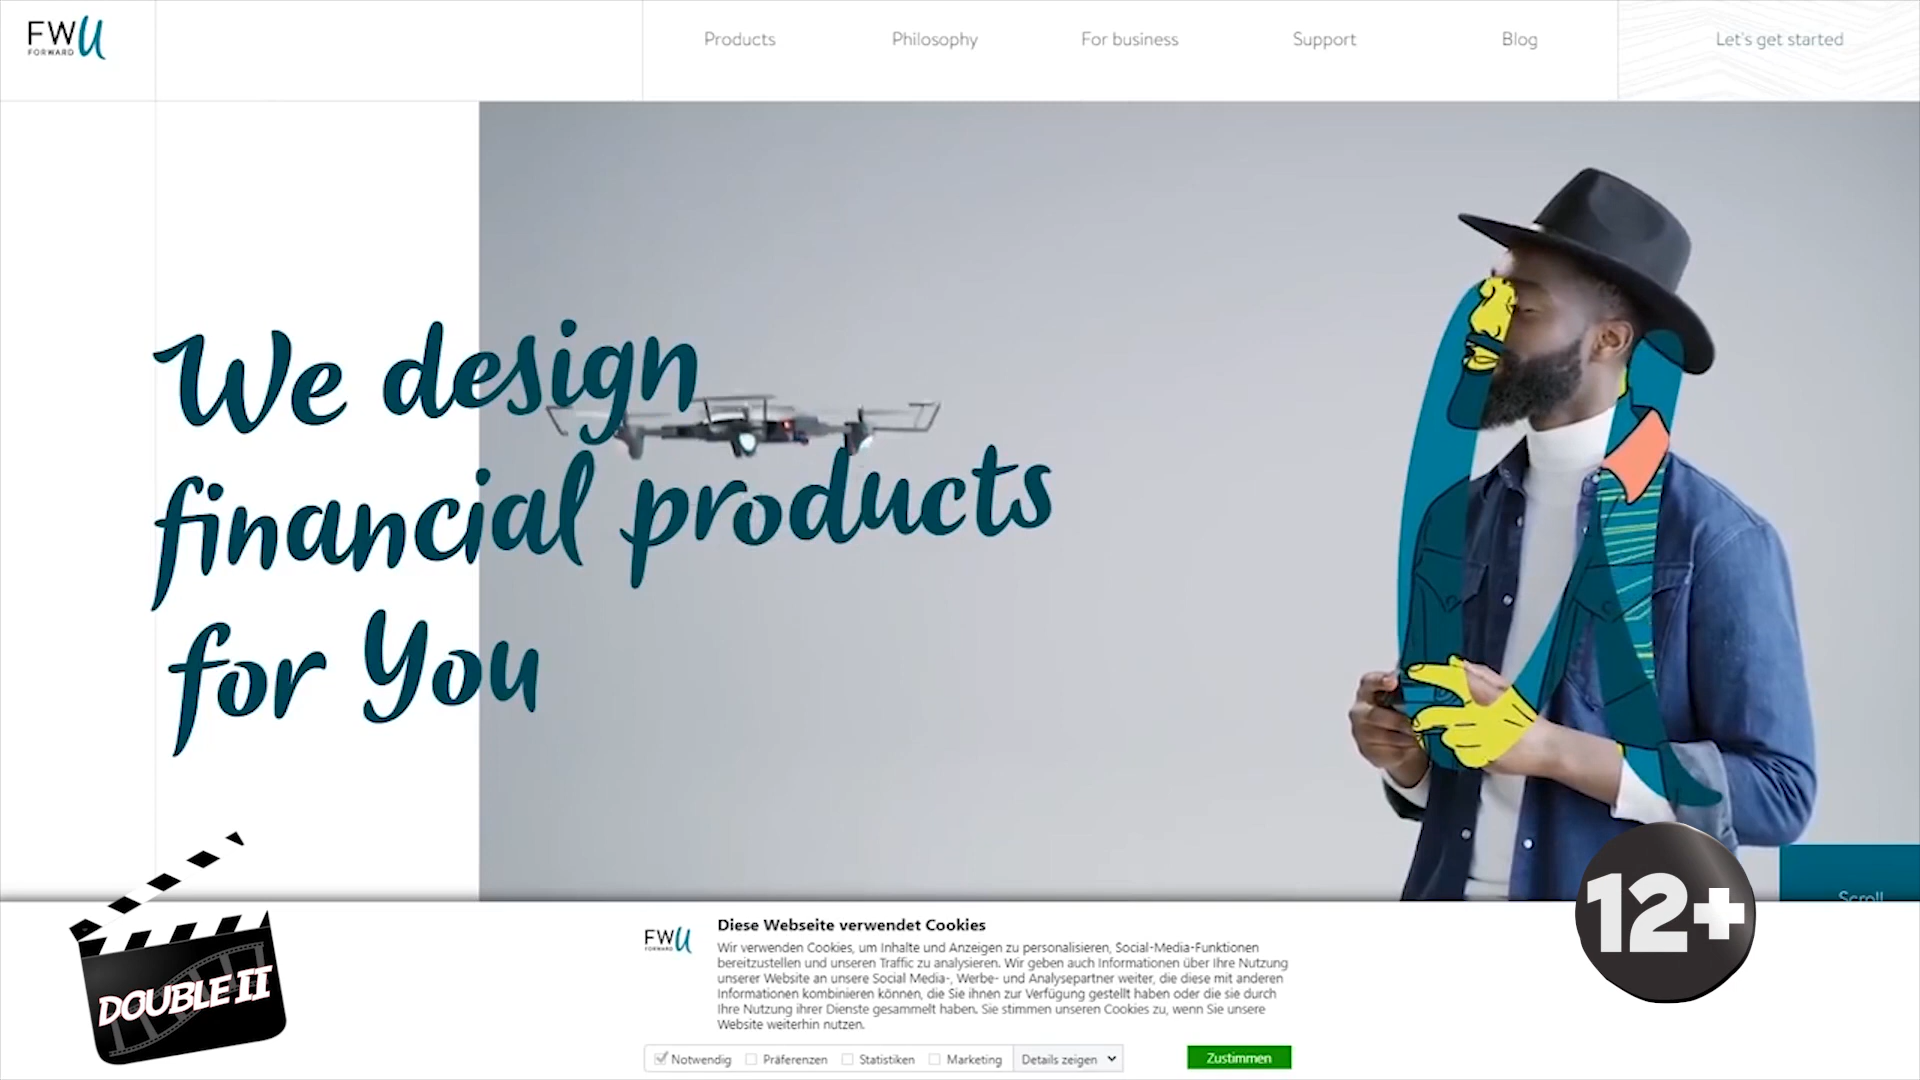 FWU
FORWARD
Products
Philosophy
For business
Support
Blog
Let's get started
We design
financial products
for You
Scroll
12+
DOUBLE II
FWU
FORWARD
Diese Webseite verwendet Cookies
Wir verwenden Cookies, um Inhalte und Anzeigen zu personalisieren, Social-Media-Funktionen
bereitzustellen und unseren Traffic zu analysieren. Wir geben auch Informationen über Ihre Nutzung
unserer Website an unsere Social Media-, Werbe- und Analysepartner weiter, die diese mit anderen
Informationen kombinieren können, die Sie ihnen zur Verfügung gestellt haben oder die sie durch
Ihre Nutzung ihrer Dienste gesammelt haben. Sie stimmen unseren Cookies zu, wenn Sie unsere
Website weiterhin nutzen.
Notwendig
Präferenzen
Statistiken
Marketing
Details zeigen
Zustimmen